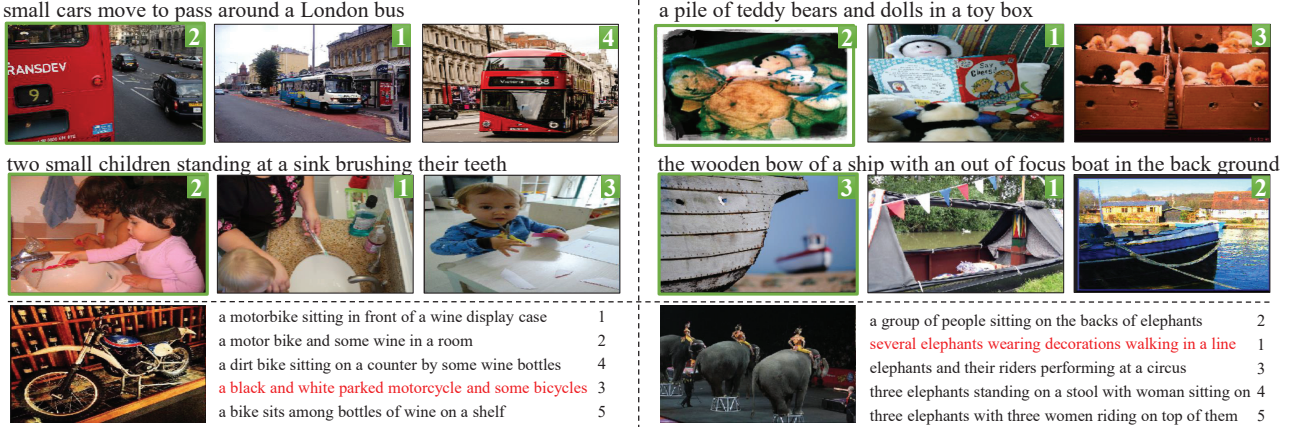 small cars move to pass around a London bus
2
1
4
RANSDEV
9
two small children standing at a sink brushing their teeth
2
1
3
a motorbike sitting in front of a wine display case 1
a motor bike and some wine in a room 2
a dirt bike sitting on a counter by some wine bottles 4
a black and white parked motorcycle and some bicycles 3
a bike sits among bottles of wine on a shelf 5
a pile of teddy bears and dolls in a toy box
2
1
3
Say
Cheers!
the wooden bow of a ship with an out of focus boat in the back ground
3
1
2
a group of people sitting on the backs of elephants 2
several elephants wearing decorations walking in a line 1
elephants and their riders performing at a circus 3
three elephants standing on a stool with woman sitting on 4
three elephants with three women riding on top of them 5